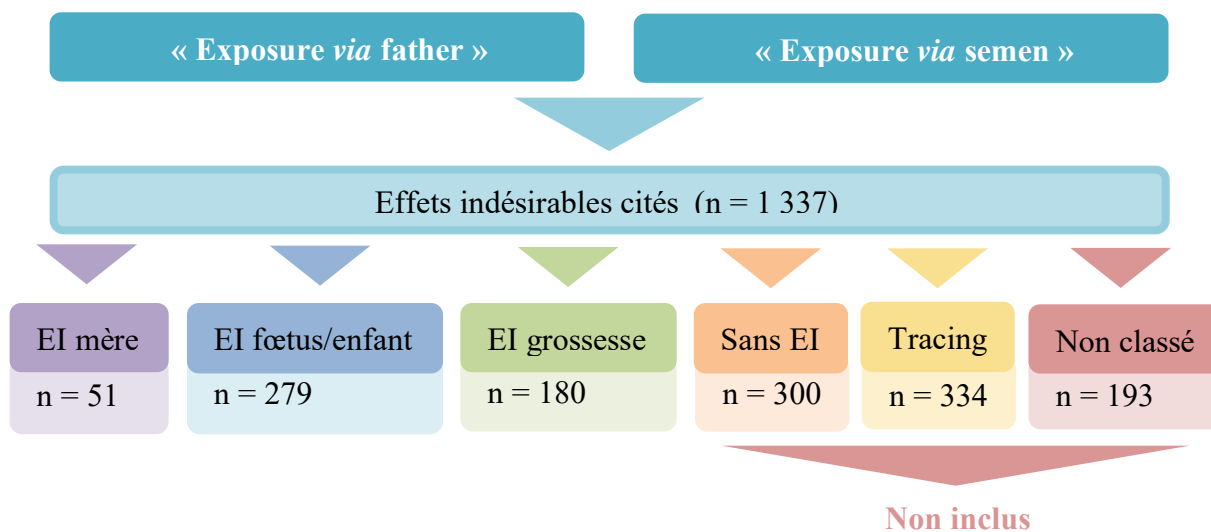 « Exposure via father »
« Exposure via semen »
Effets indésirables cités (n = 1 337)
EI mère
n = 51
EI fœtus/enfant
n = 279
EI grossesse
n = 180
Sans EI
n = 300
Tracing
n = 334
Non classé
n = 193
Non inclus